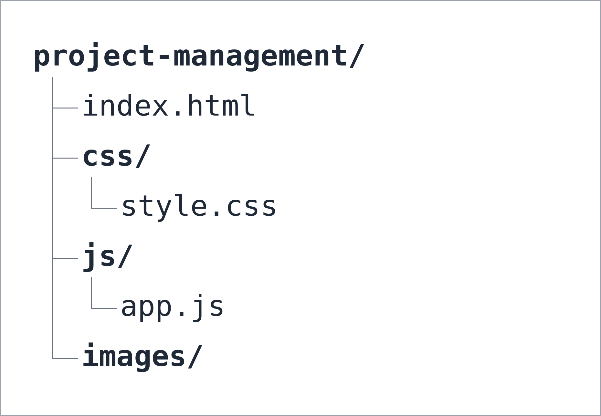 project-management/
index.html
css/
style.css
js/
app.js
images/